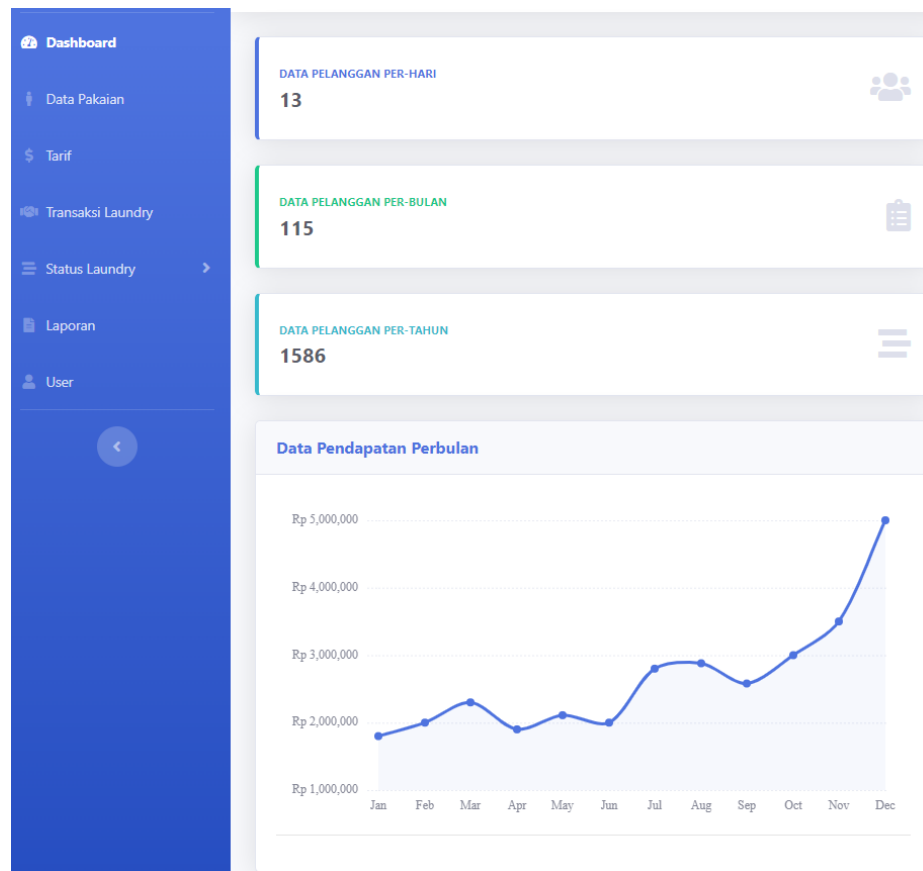 Dashboard
Data Pakaian
Tarif
Transaksi Laundry
Status Laundry
Laporan
User
DATA PELANGGAN PER-HARI
13
DATA PELANGGAN PER-BULAN
115
DATA PELANGGAN PER-TAHUN
1586
Data Pendapatan Perbulan
Rp 5,000,000
Rp 4,000,000
Rp 3,000,000
Rp 2,000,000
Rp 1,000,000
Jan Feb Mar Apr May Jun Jul Aug Sep Oct Nov Dec